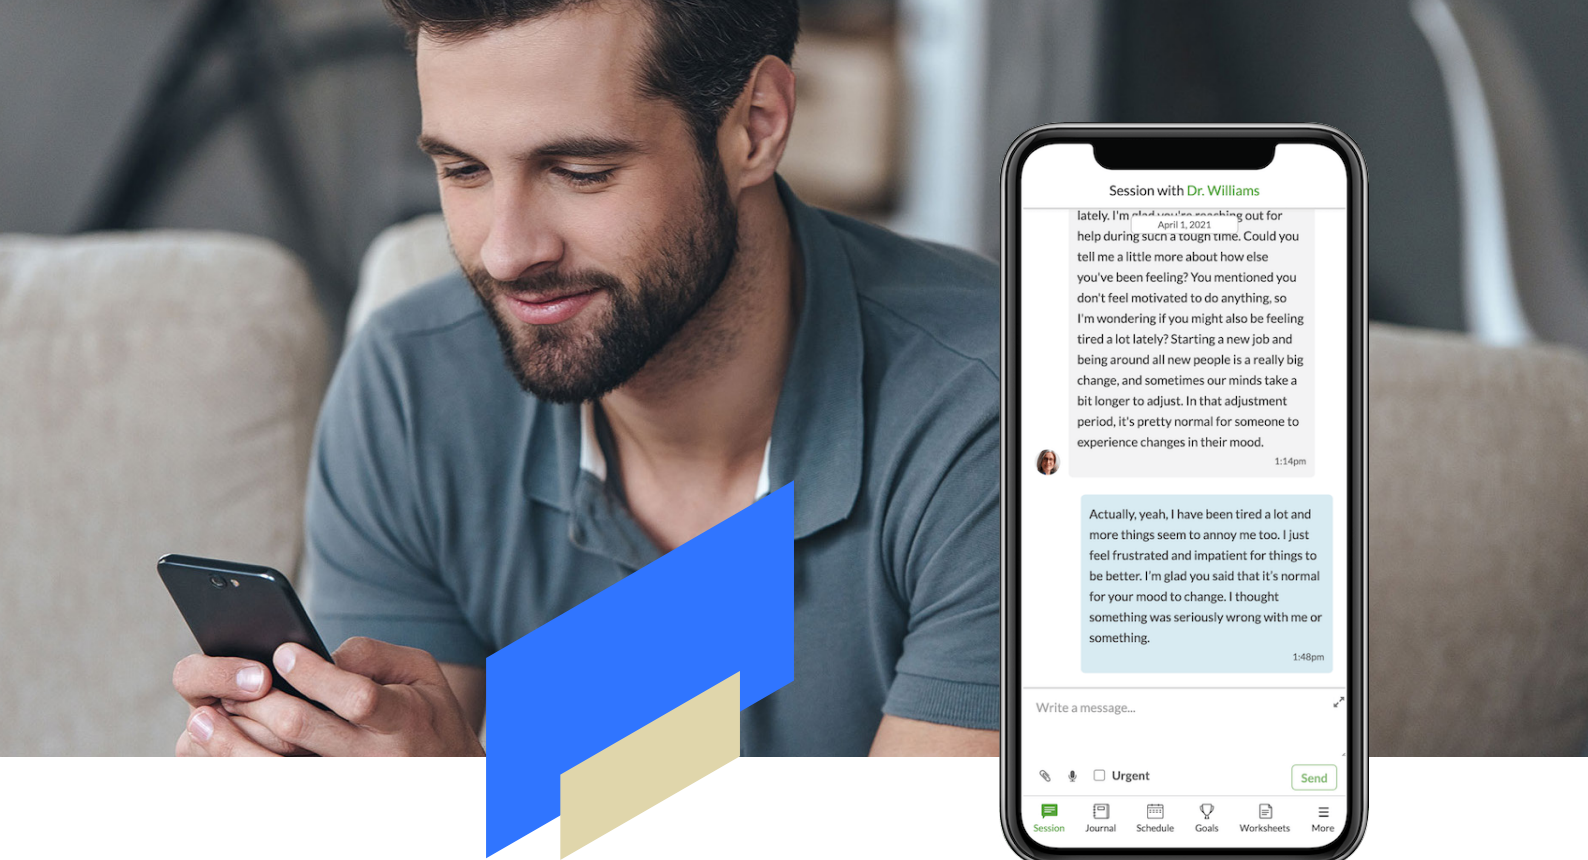 Session with Dr. Williams
lately. I'm glad you're reaching out for
April 1, 2021
help during such a tough time. Could you
tell me a little more about how else
you've been feeling? You mentioned you
don't feel motivated to do anything, so
I'm wondering if you might also be feeling
tired a lot lately? Starting a new job and
being around all new people is a really big
change, and sometimes our minds take a
bit longer to adjust. In that adjustment
period, it's pretty normal for someone to
experience changes in their mood.
1:14pm
Actually, yeah, I have been tired a lot and
more things seem to annoy me too. I just
feel frustrated and impatient for things to
be better. I'm glad you said that it's normal
for your mood to change. I thought
something was seriously wrong with me or
something.
1:48pm
Write a message...
Urgent
Send
Session
Journal
Schedule
Goals
Worksheets
More